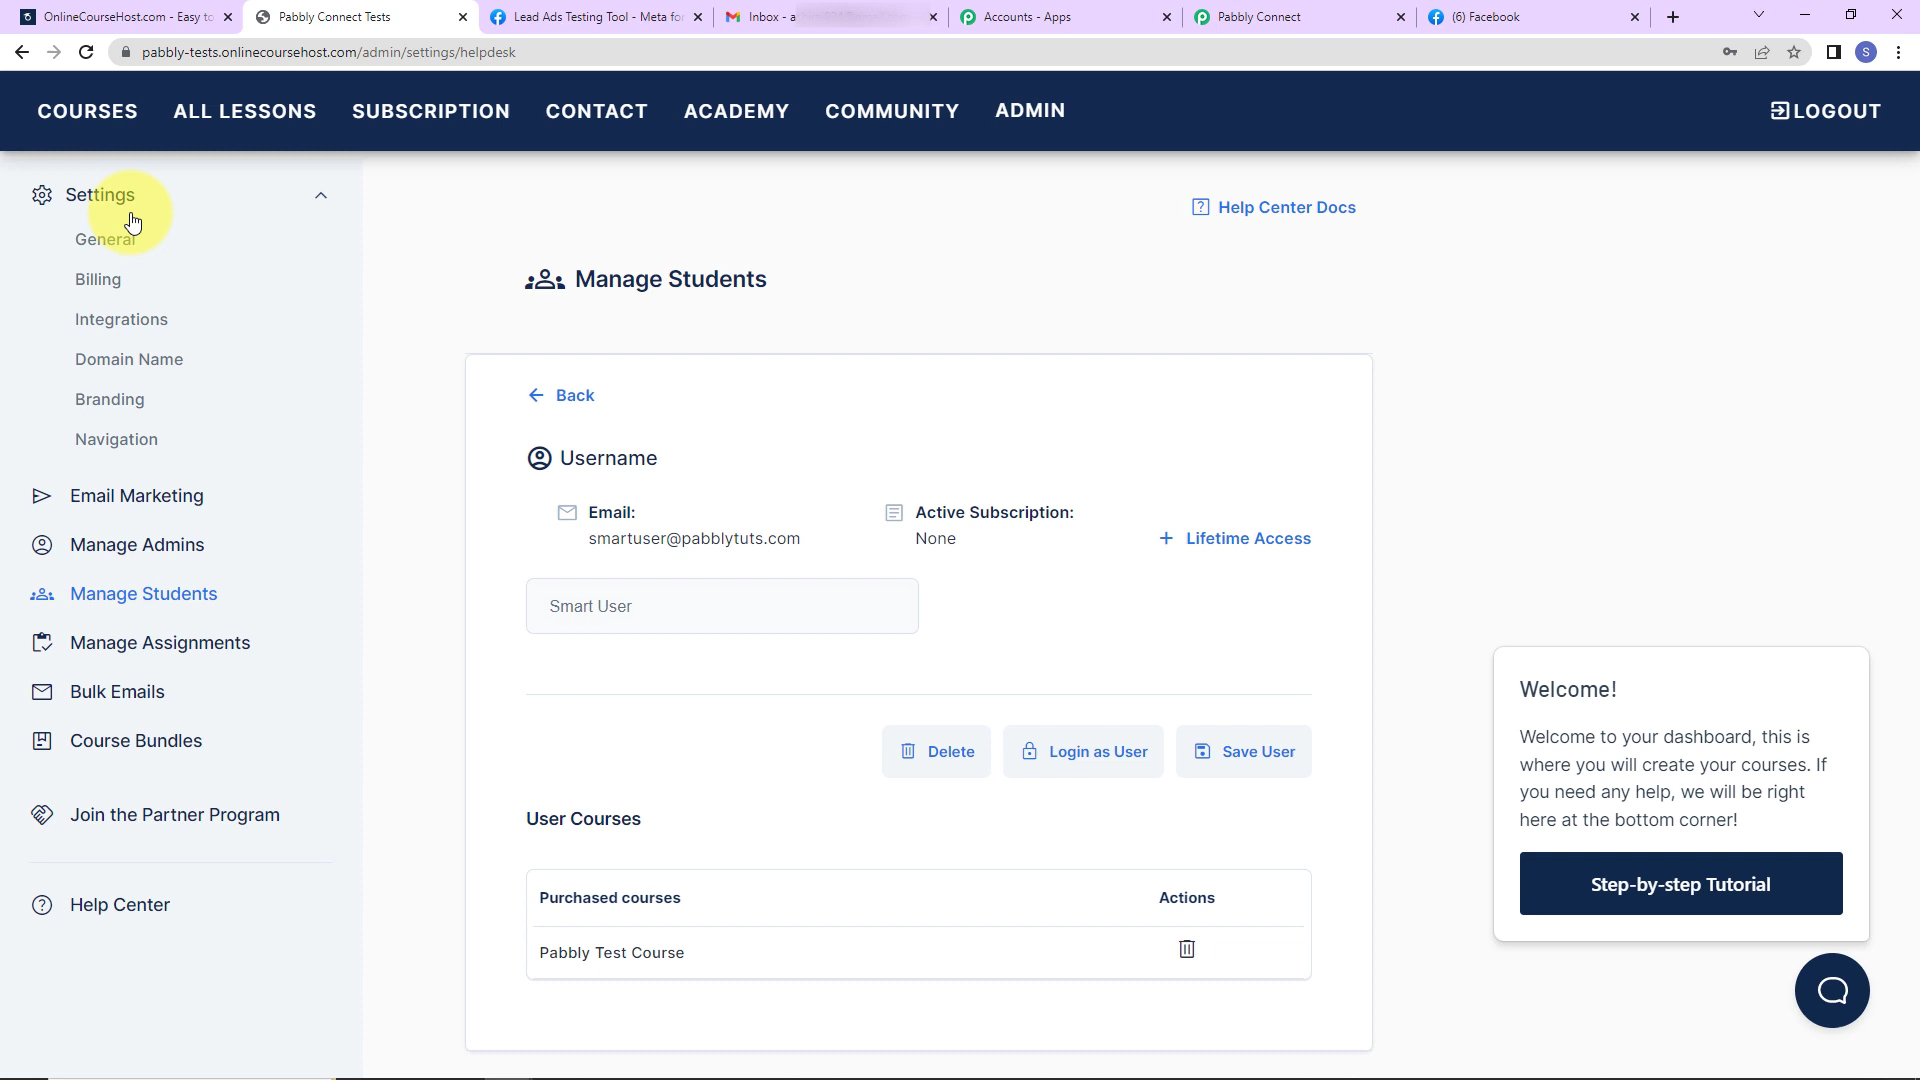 OnlineCourseHost.com - Easy to
Pabbly Connect Tests
Lead Ads Testing Tool - Meta for
Inbox - a
Accounts - Apps
Pabbly Connect
(6) Facebook
pabbly-tests.onlinecoursehost.com/admin/settings/helpdesk
S
COURSES
ALL LESSONS
SUBSCRIPTION
CONTACT
ACADEMY
COMMUNITY
ADMIN
LOGOUT
Settings
General
Billing
Integrations
Domain Name
Branding
Navigation
Email Marketing
Manage Admins
Manage Students
Manage Assignments
Bulk Emails
Course Bundles
Join the Partner Program
Help Center
Help Center Docs
Manage Students
Back
Username
Email:
smartuser@pabblytuts.com
Active Subscription:
None
+ Lifetime Access
Smart User
Delete
Login as User
Save User
User Courses
Purchased courses
Actions
Pabbly Test Course
Welcome!
Welcome to your dashboard, this is
where you will create your courses. If
you need any help, we will be right
here at the bottom corner!
Step-by-step Tutorial